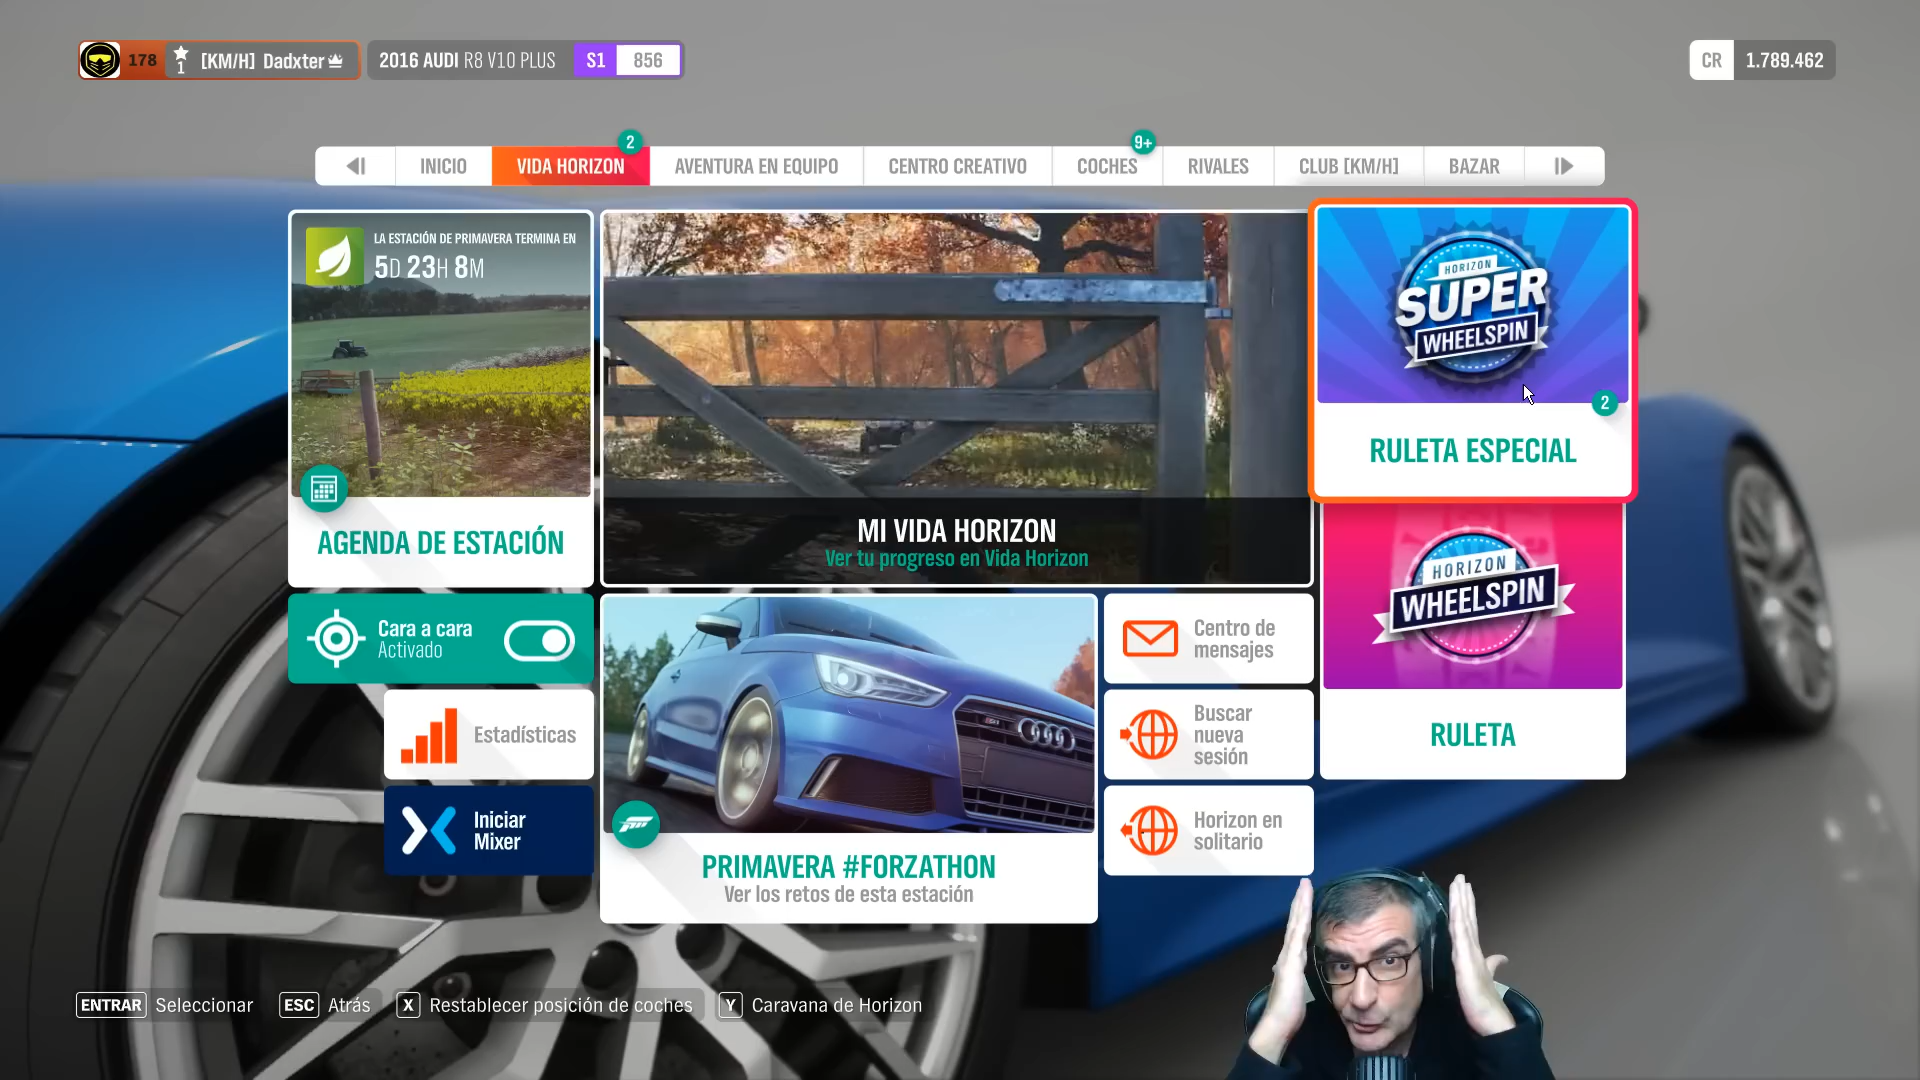 178
1
[KM/H] Dadxter
2016 AUDI R8 V10 PLUS
S1
856
CR
1.789.462
2
9+
INICIO
VIDA HORIZON
AVENTURA EN EQUIPO
CENTRO CREATIVO
COCHES
RIVALES
CLUB [KM/H]
BAZAR
LA ESTACIÓN DE PRIMAVERA TERMINA EN
5D 23H 8M
AGENDA DE ESTACIÓN
MI VIDA HORIZON
Ver tu progreso en Vida Horizon
HORIZON
SUPER
WHEELSPIN
2
RULETA ESPECIAL
HORIZON
WHEELSPIN
RULETA
Cara a cara
Activado
Estadísticas
Iniciar
Mixer
PRIMAVERA #FORZATHON
Ver los retos de esta estación
Centro de
mensajes
Buscar
nueva
sesión
Horizon en
solitario
ENTRAR Seleccionar
ESC Atrás
X Restablecer posición de coches
Y Caravana de Horizon